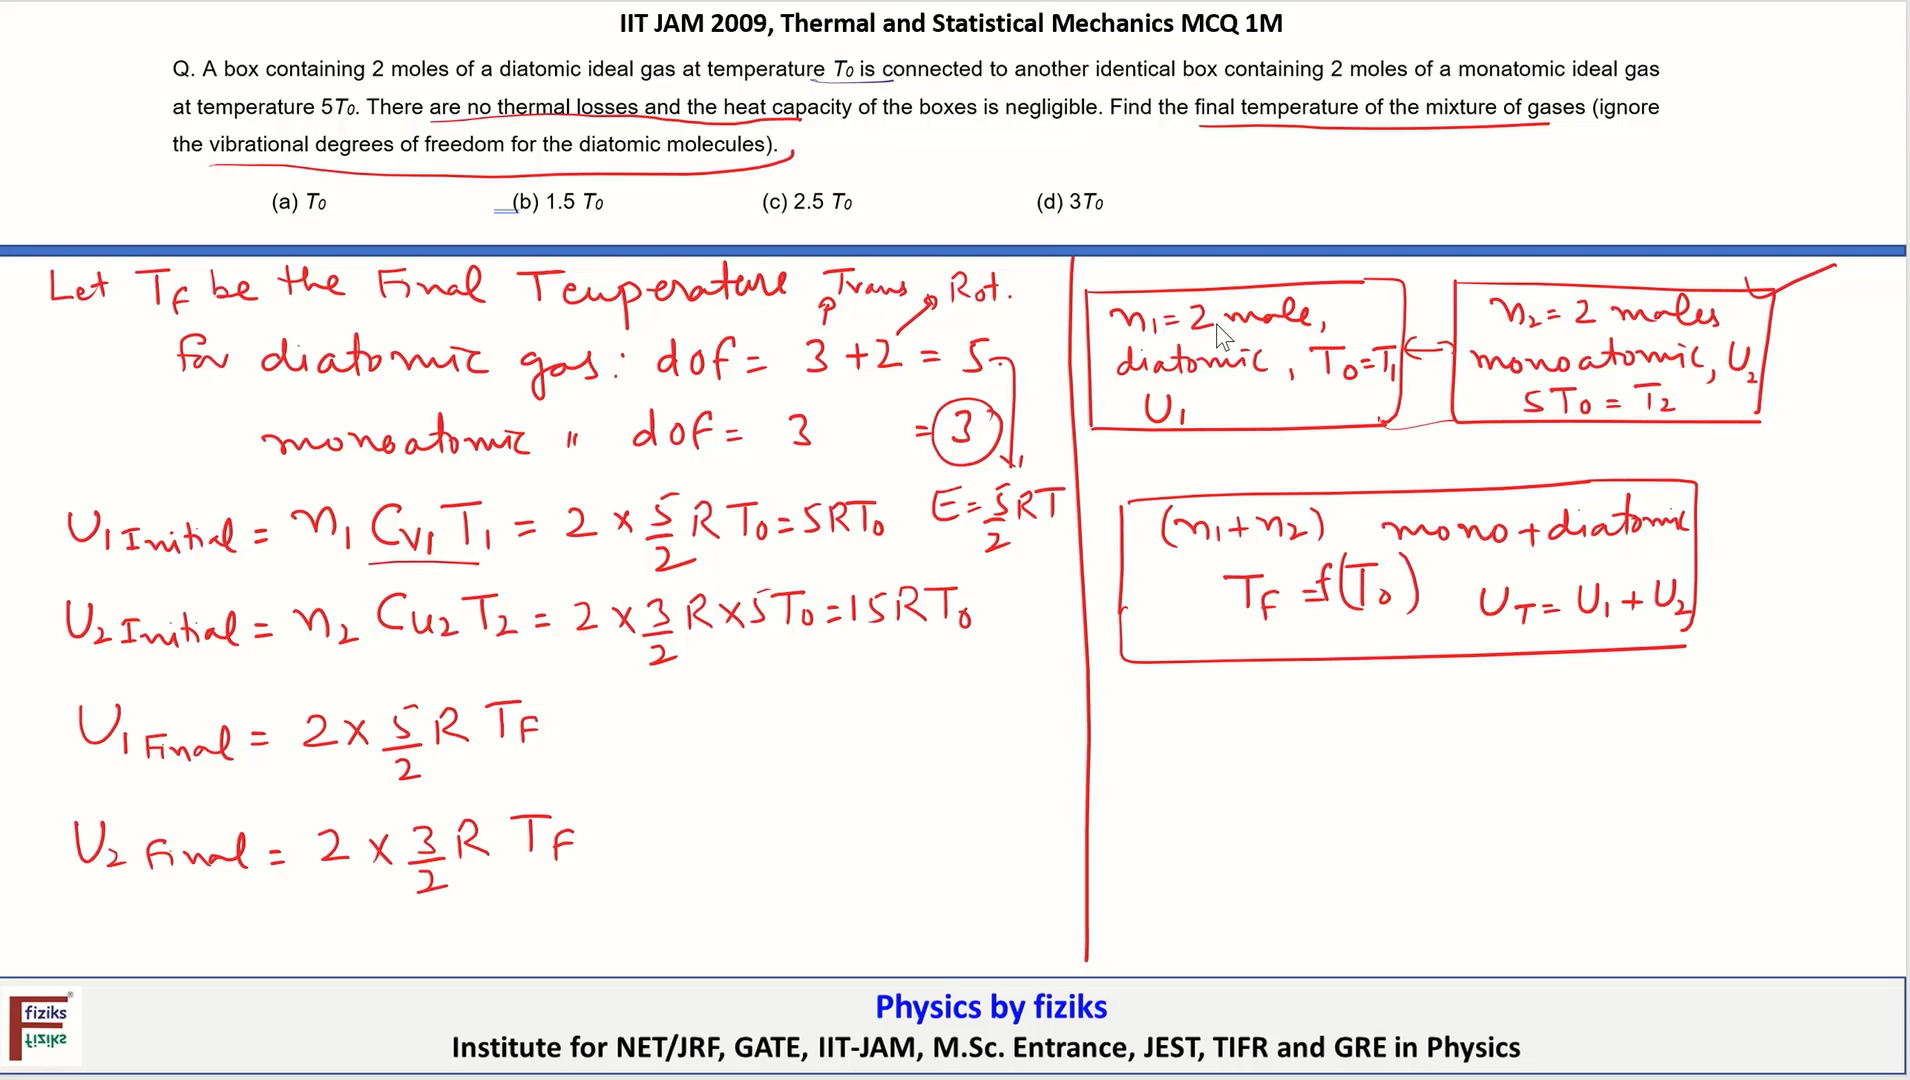 IIT JAM 2009, Thermal and Statistical Mechanics MCQ 1M
Q. A box containing 2 moles of a diatomic ideal gas at temperature T₀ is connected to another identical box containing 2 moles of a monatomic ideal gas
at temperature 5T₀. There are no thermal losses and the heat capacity of the boxes is negligible. Find the final temperature of the mixture of gases (ignore
the vibrational degrees of freedom for the diatomic molecules).
(a) T₀ (b) 1.5 T₀ (c) 2.5 T₀ (d) 3T₀
Let T_F be the Final Temperature
Trans Rot.
for diatomic gas: dof = 3 + 2 = 5
monoatomic " dof = 3 = 3
E = 5/2 RT
U₁ Initial = n₁ Cv₁ T₁ = 2 × 5/2 R T₀ = 5RT₀
U₂ Initial = n₂ Cu₂ T₂ = 2 × 3/2 R × 5T₀ = 15RT₀
U₁ Final = 2 × 5/2 R T_F
U₂ Final = 2 × 3/2 R T_F
n₁ = 2 mole,
diatomic, T₀ = T₁
U₁
n₂ = 2 moles
monoatomic, U₂
5T₀ = T₂
(n₁ + n₂) mono + diatomic
T_F = f(T₀) U_T = U₁ + U₂
fiziks
fiziks
Physics by fiziks
Institute for NET/JRF, GATE, IIT-JAM, M.Sc. Entrance, JEST, TIFR and GRE in Physics